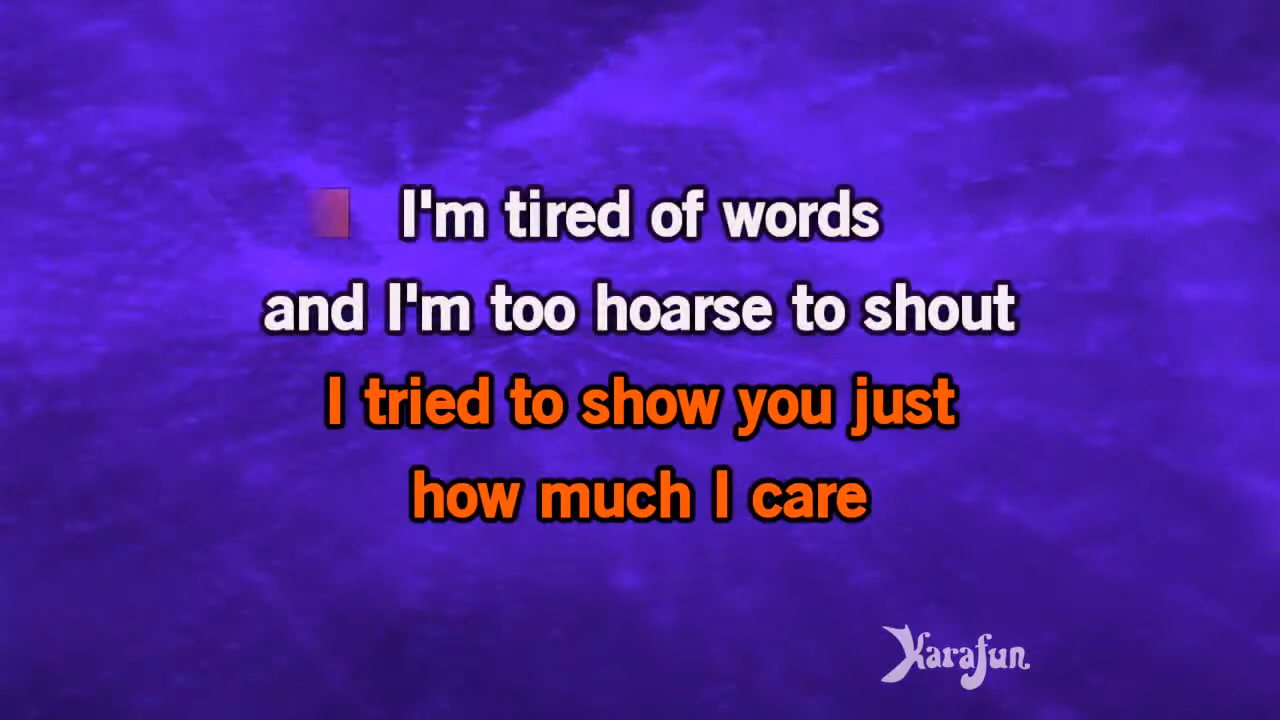 I'm tired of words
and I'm too hoarse to shout
I tried to show you just
how much I care
Karafun